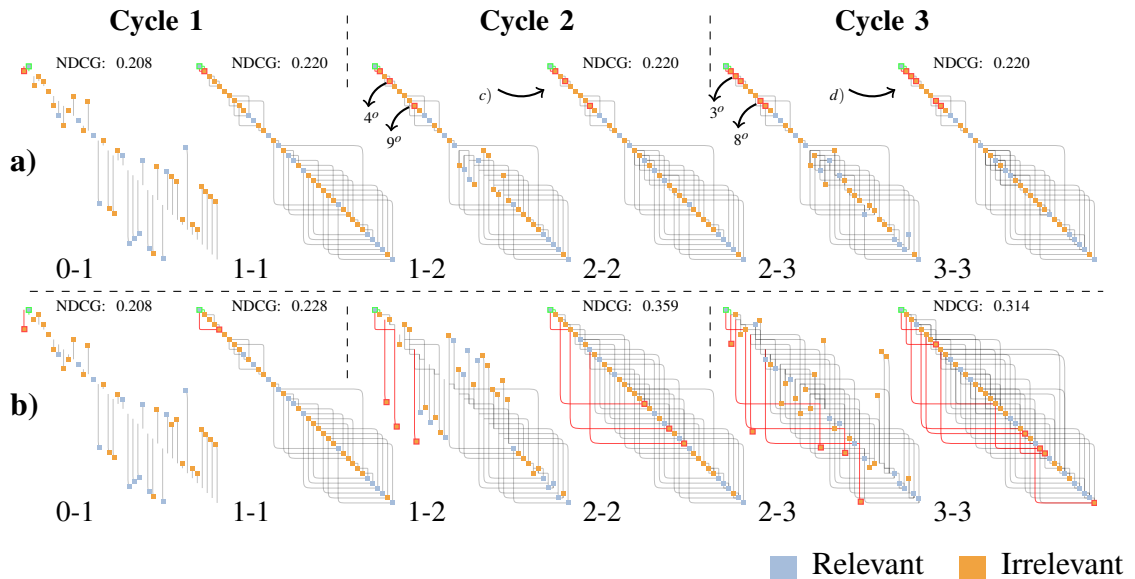 Cycle 1 Cycle 2 Cycle 3
NDCG: 0.208 NDCG: 0.220 NDCG: 0.220 NDCG: 0.220
c) d)
4º 3º
9º 8º
a)
0-1 1-1 1-2 2-2 2-3 3-3
NDCG: 0.208 NDCG: 0.228 NDCG: 0.359 NDCG: 0.314
b)
0-1 1-1 1-2 2-2 2-3 3-3
Relevant Irrelevant